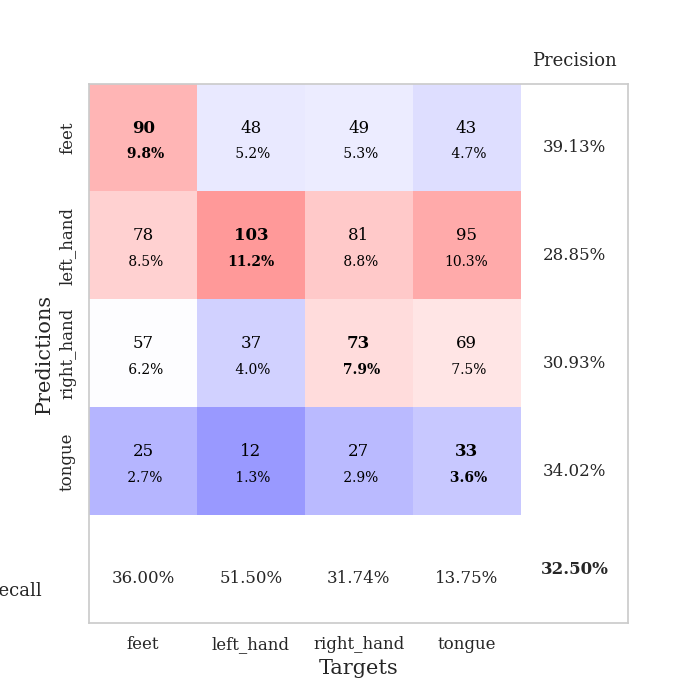 Precision
feet 90 48 49 43 39.13%
9.8% 5.2% 5.3% 4.7%
left_hand 78 103 81 95 28.85%
8.5% 11.2% 8.8% 10.3%
Predictions
right_hand 57 37 73 69 30.93%
6.2% 4.0% 7.9% 7.5%
tongue 25 12 27 33 34.02%
2.7% 1.3% 2.9% 3.6%
36.00% 51.50% 31.74% 13.75% 32.50%
ecall
feet left_hand right_hand tongue
Targets